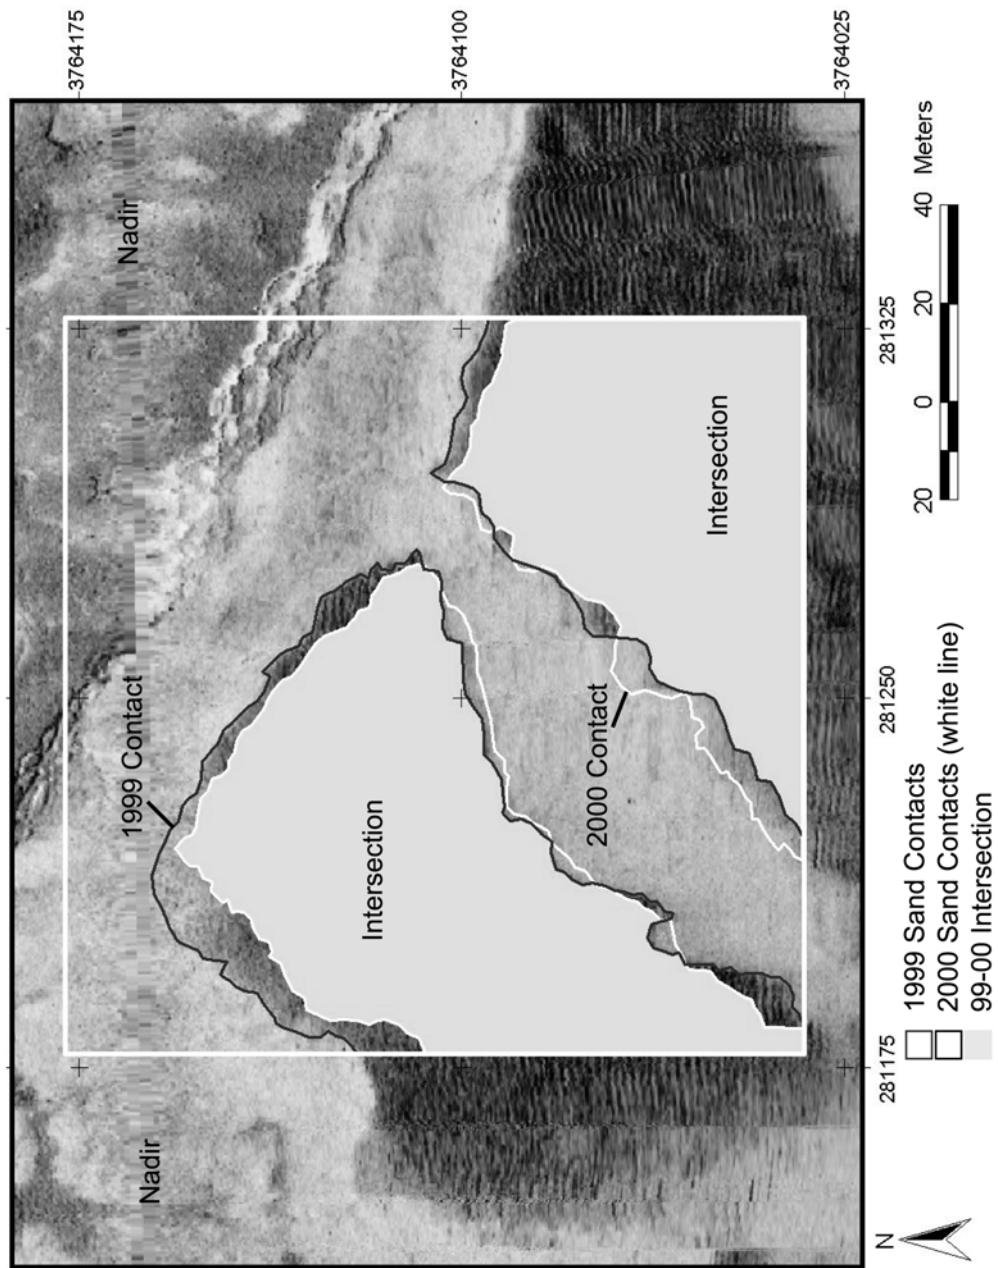 3764175
3764100
3764025
Nadir
Nadir
1999 Contact
Intersection
2000 Contact
Intersection
281175
281250
281325
N
1999 Sand Contacts
2000 Sand Contacts (white line)
99-00 Intersection
20 0 20 40 Meters